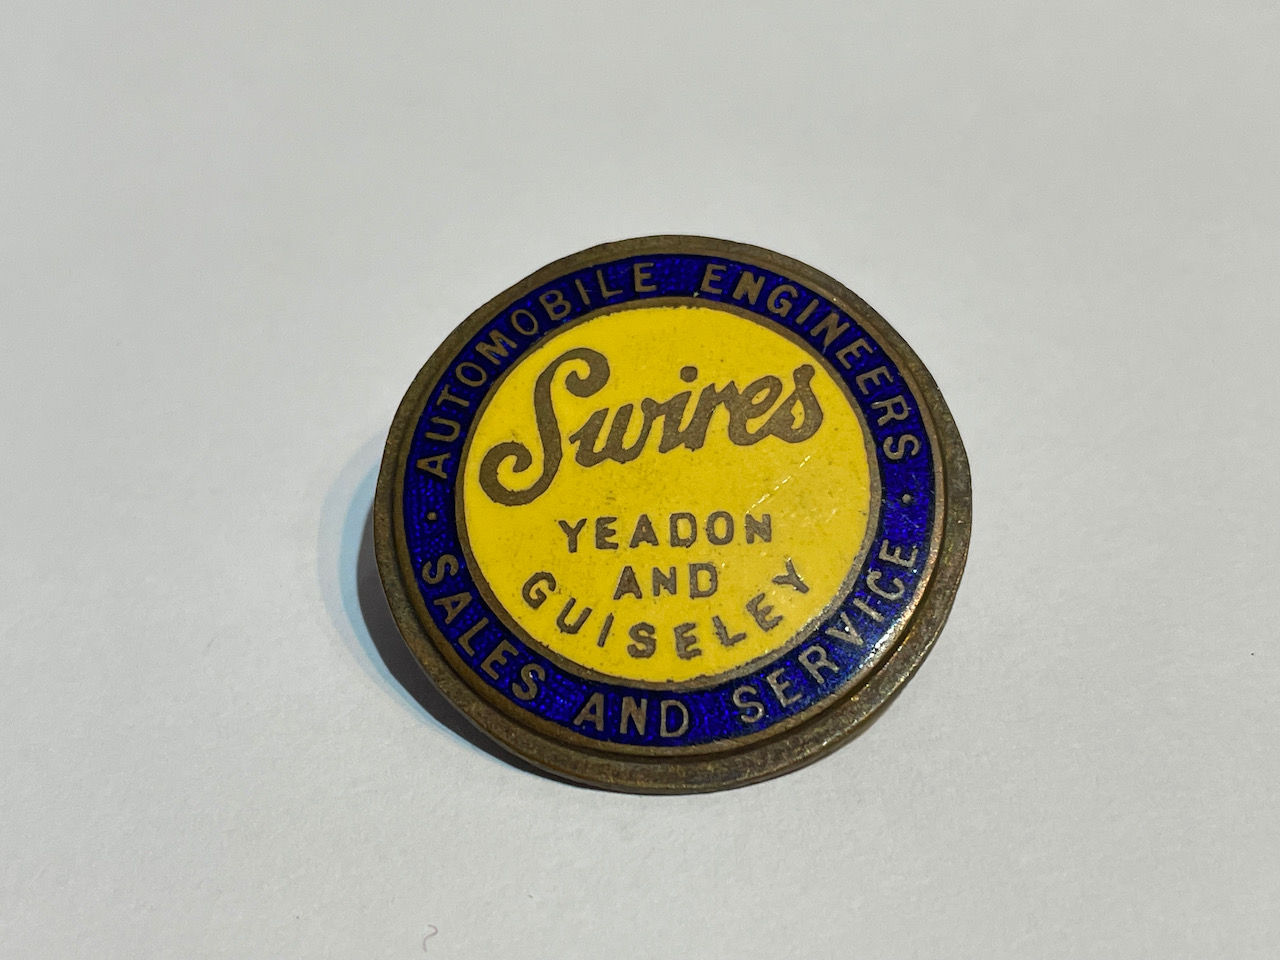 · AUTOMOBILE ENGINEERS ·
Swires
YEADON
AND
GUISELEY
SALES AND SERVICE